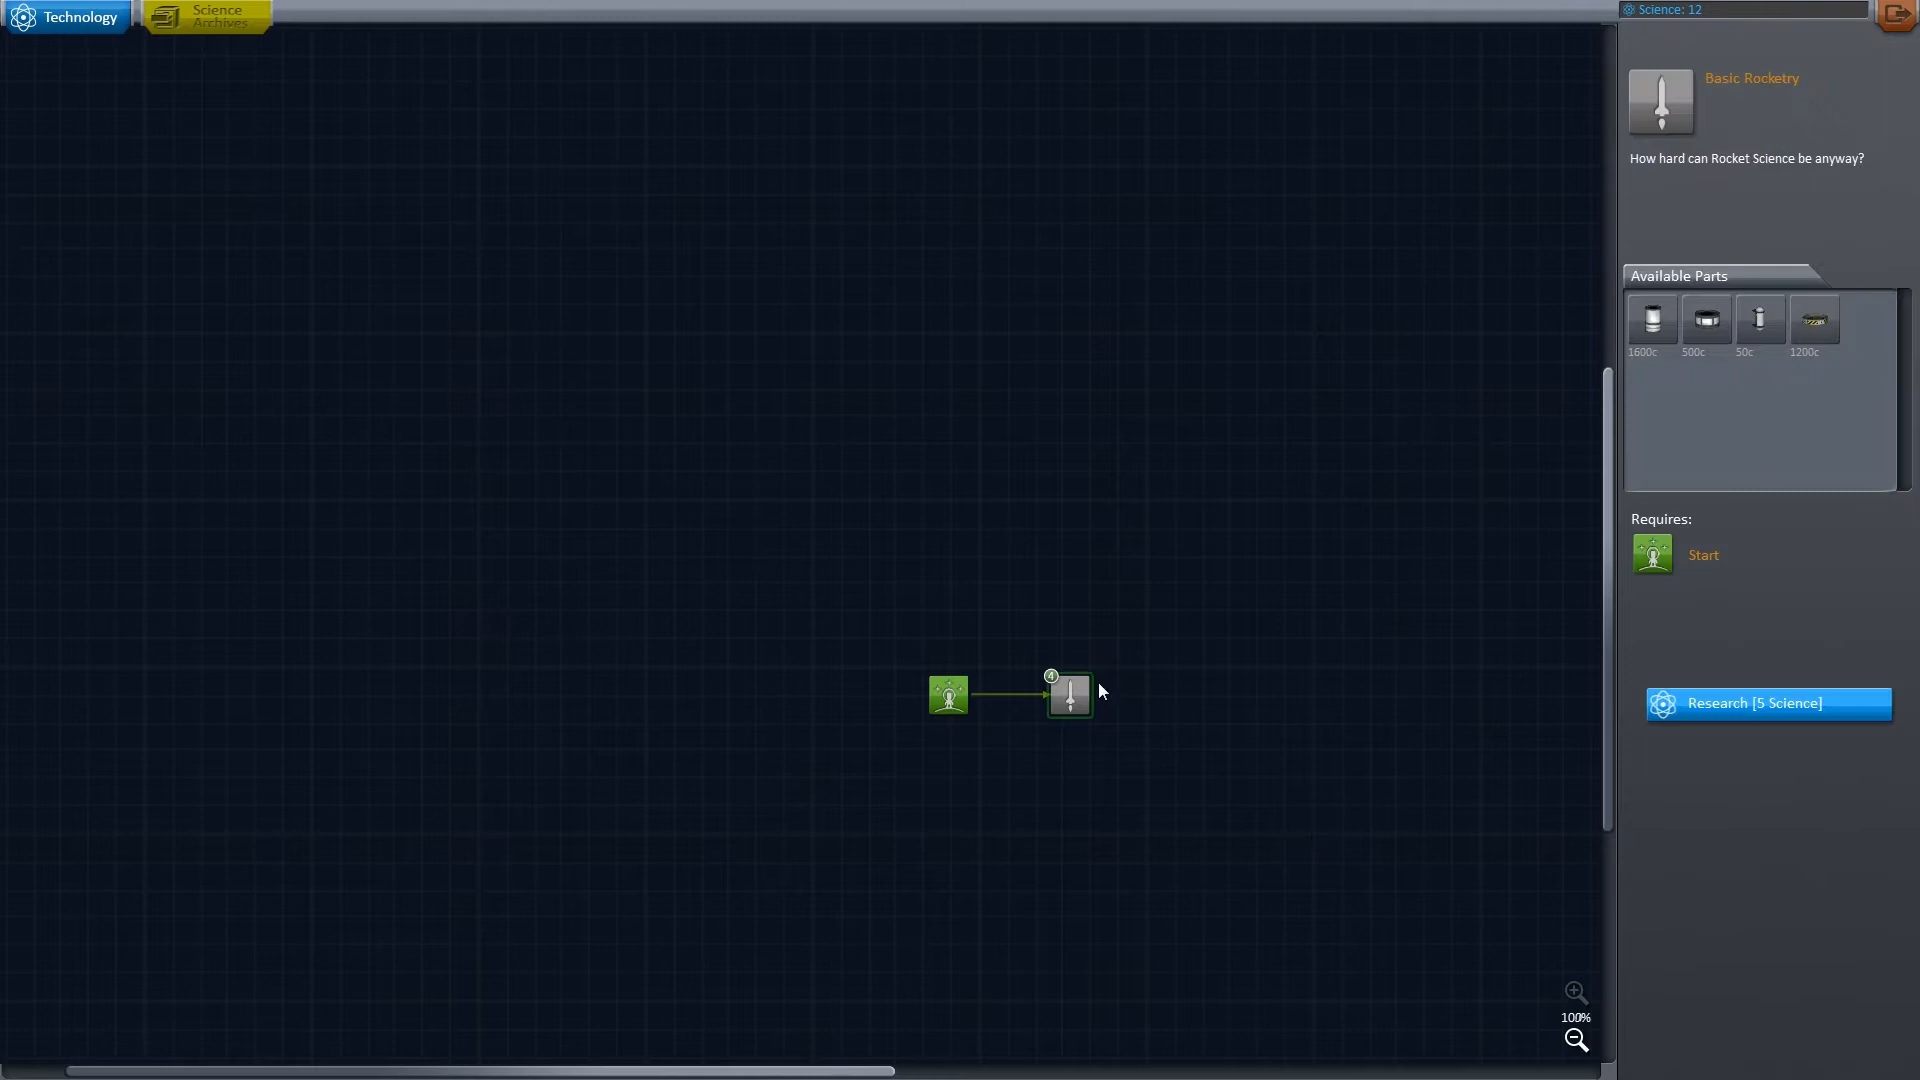 Technology
Science
Archives
Science: 12
Basic Rocketry
How hard can Rocket Science be anyway?
Available Parts
1600c 500c 50c 1200c
Requires:
Start
4
Research [5 Science]
100%